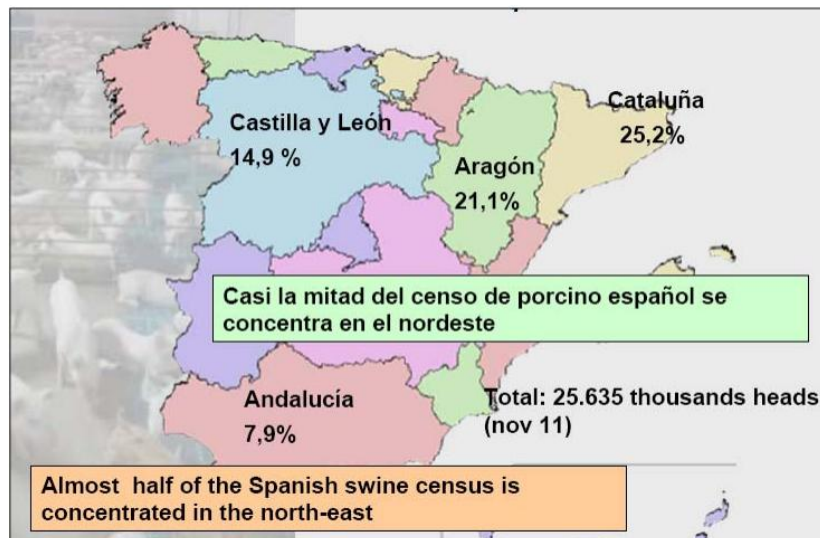 Castilla y León
14,9 %
Cataluña
25,2%
Aragón
21,1%
Casi la mitad del censo de porcino español se
concentra en el nordeste
Andalucía
7,9%
Total: 25.635 thousands heads
(nov 11)
Almost half of the Spanish swine census is
concentrated in the north-east